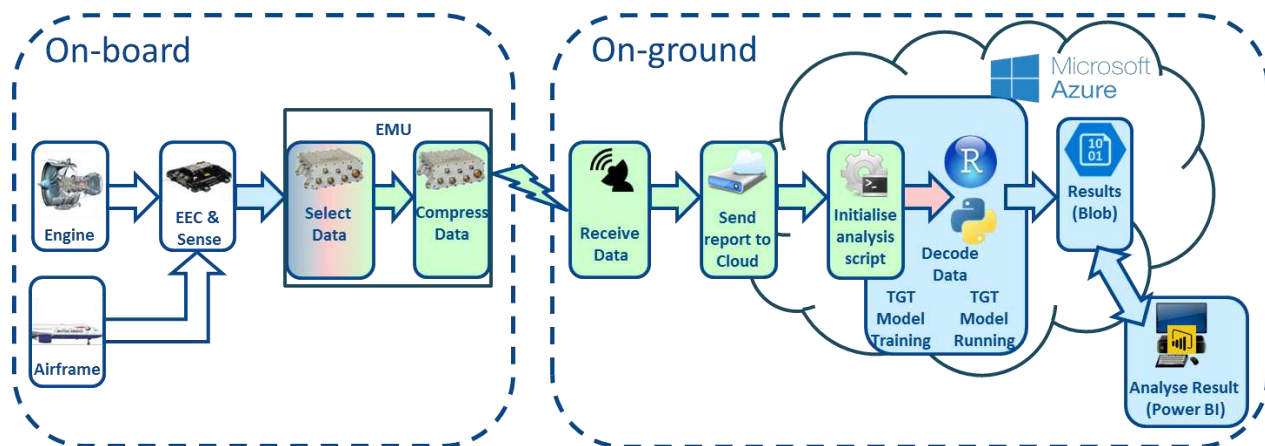 On-board
EMU
Engine
EEC &
Sense
Select
Data
Compress
Data
Airframe
On-ground
Microsoft
Azure
Receive
Data
Send
report to
Cloud
Initialise
analysis
script
R
Decode
Data
TGT
Model
Training
TGT
Model
Running
10
01
Results
(Blob)
Analyse Result
(Power BI)